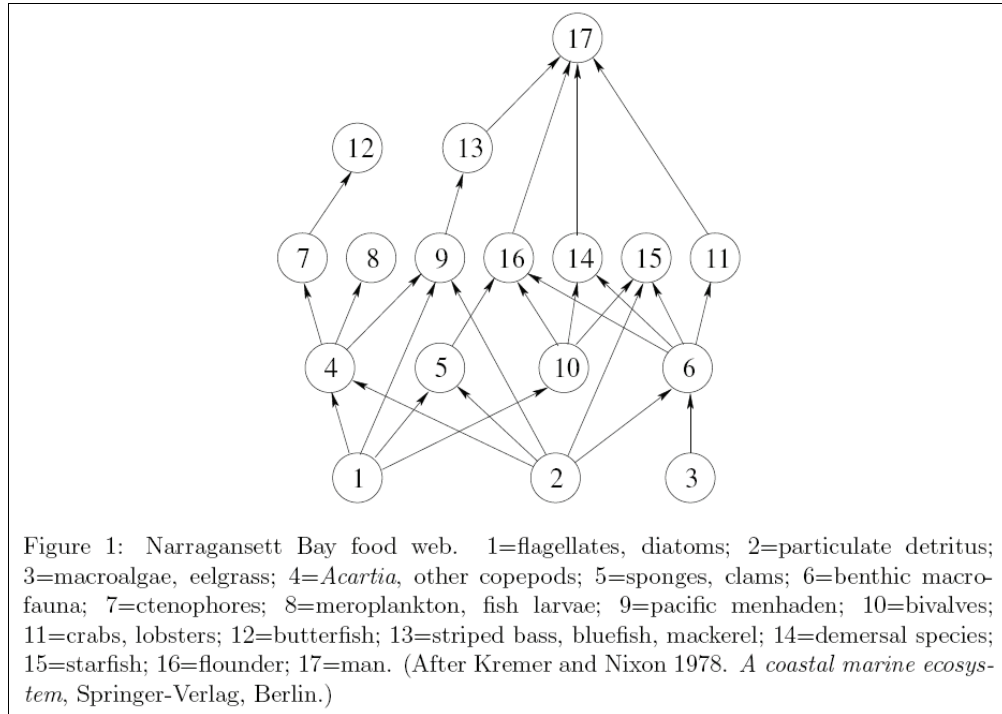 17
12 13
7 8 9 16 14 15 11
4 5 10 6
1 2 3
Figure 1: Narragansett Bay food web. 1=flagellates, diatoms; 2=particulate detritus;
3=macroalgae, eelgrass; 4=Acartia, other copepods; 5=sponges, clams; 6=benthic macro-
fauna; 7=ctenophores; 8=meroplankton, fish larvae; 9=pacific menhaden; 10=bivalves;
11=crabs, lobsters; 12=butterfish; 13=striped bass, bluefish, mackerel; 14=demersal species;
15=starfish; 16=flounder; 17=man. (After Kremer and Nixon 1978. A coastal marine ecosys-
tem, Springer-Verlag, Berlin.)